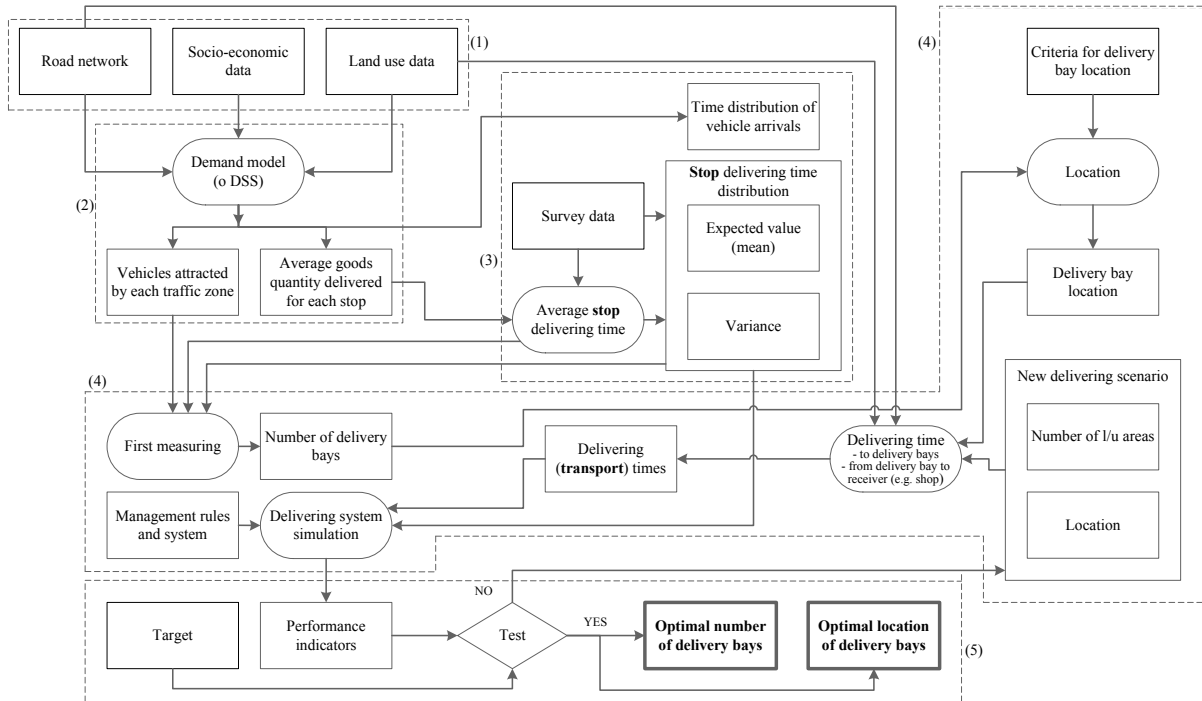 (1)
Road network
Socio-economic
data
Land use data
(4)
Criteria for delivery
bay location
Time distribution of
vehicle arrivals
Demand model
(o DSS)
Location
Stop delivering time
distribution
(2)
Survey data
Expected value
(mean)
(3)
Vehicles attracted
by each traffic zone
Average goods
quantity delivered
for each stop
Delivery bay
location
Average stop
delivering time
Variance
(4)
New delivering scenario
First measuring
Number of delivery
bays
Delivering
(transport) times
Delivering time
- to delivery bays
- from delivery bay to
receiver (e.g. shop)
Number of l/u areas
Management rules
and system
Delivering system
simulation
Location
NO
Target
Performance
indicators
Test
YES
Optimal number
of delivery bays
Optimal location
of delivery bays
(5)